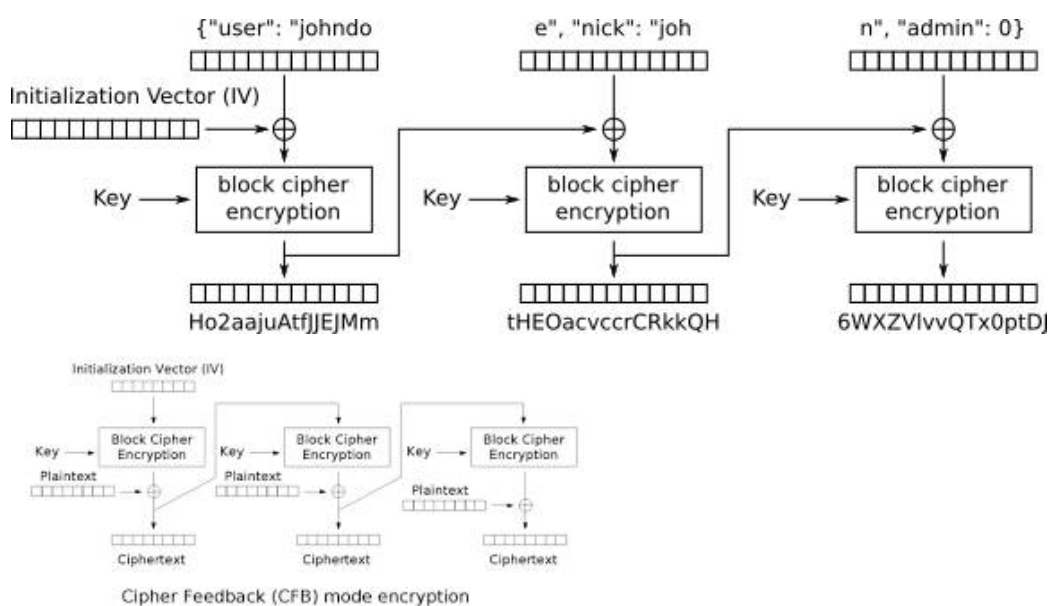 {"user": "johndo e", "nick": "joh n", "admin": 0}
Initialization Vector (IV)
Key block cipher encryption Key block cipher encryption Key block cipher encryption
Ho2aajuAtfJJEJMm tHEOacvccrCRkkQH 6WXZVlvvQTx0ptDJ
Initialization Vector (IV)
Key Block Cipher Encryption Key Block Cipher Encryption Key Block Cipher Encryption
Plaintext Plaintext Plaintext
Ciphertext Ciphertext Ciphertext
Cipher Feedback (CFB) mode encryption